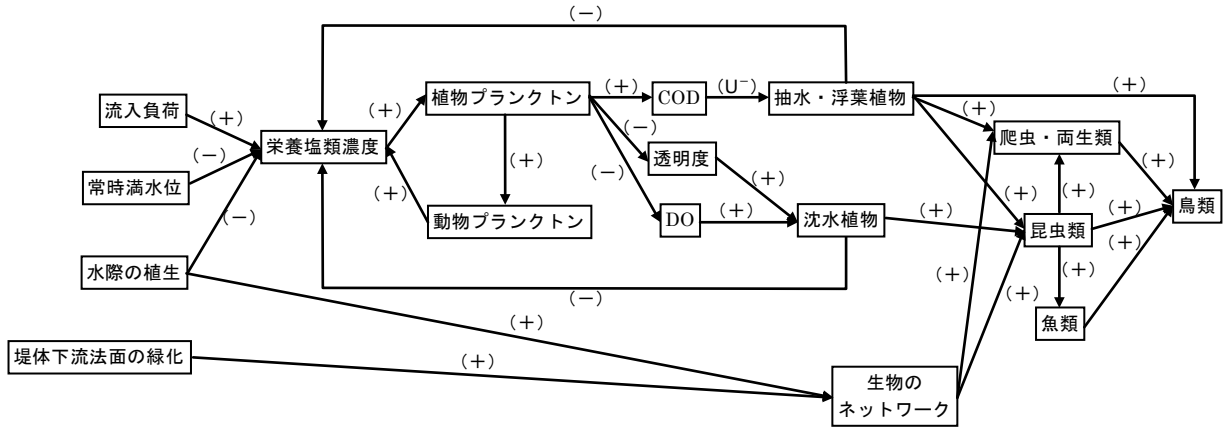 (－)
流入負荷
(＋)
常時満水位
(－)
水際の植生
(－)
堤体下流法面の緑化
(＋)
(＋)
栄養塩類濃度
(＋)
(＋)
植物プランクトン
(＋)
動物プランクトン
(＋)
COD
(U⁻)
(－)
透明度
(＋)
(－)
DO
(＋)
抽水・浮葉植物
沈水植物
(－)
(＋)
(＋)
(＋)
(＋)
爬虫・両生類
(＋)
(＋)
昆虫類
(＋)
(＋)
(＋)
(＋)
(＋)
魚類
鳥類
生物の
ネットワーク